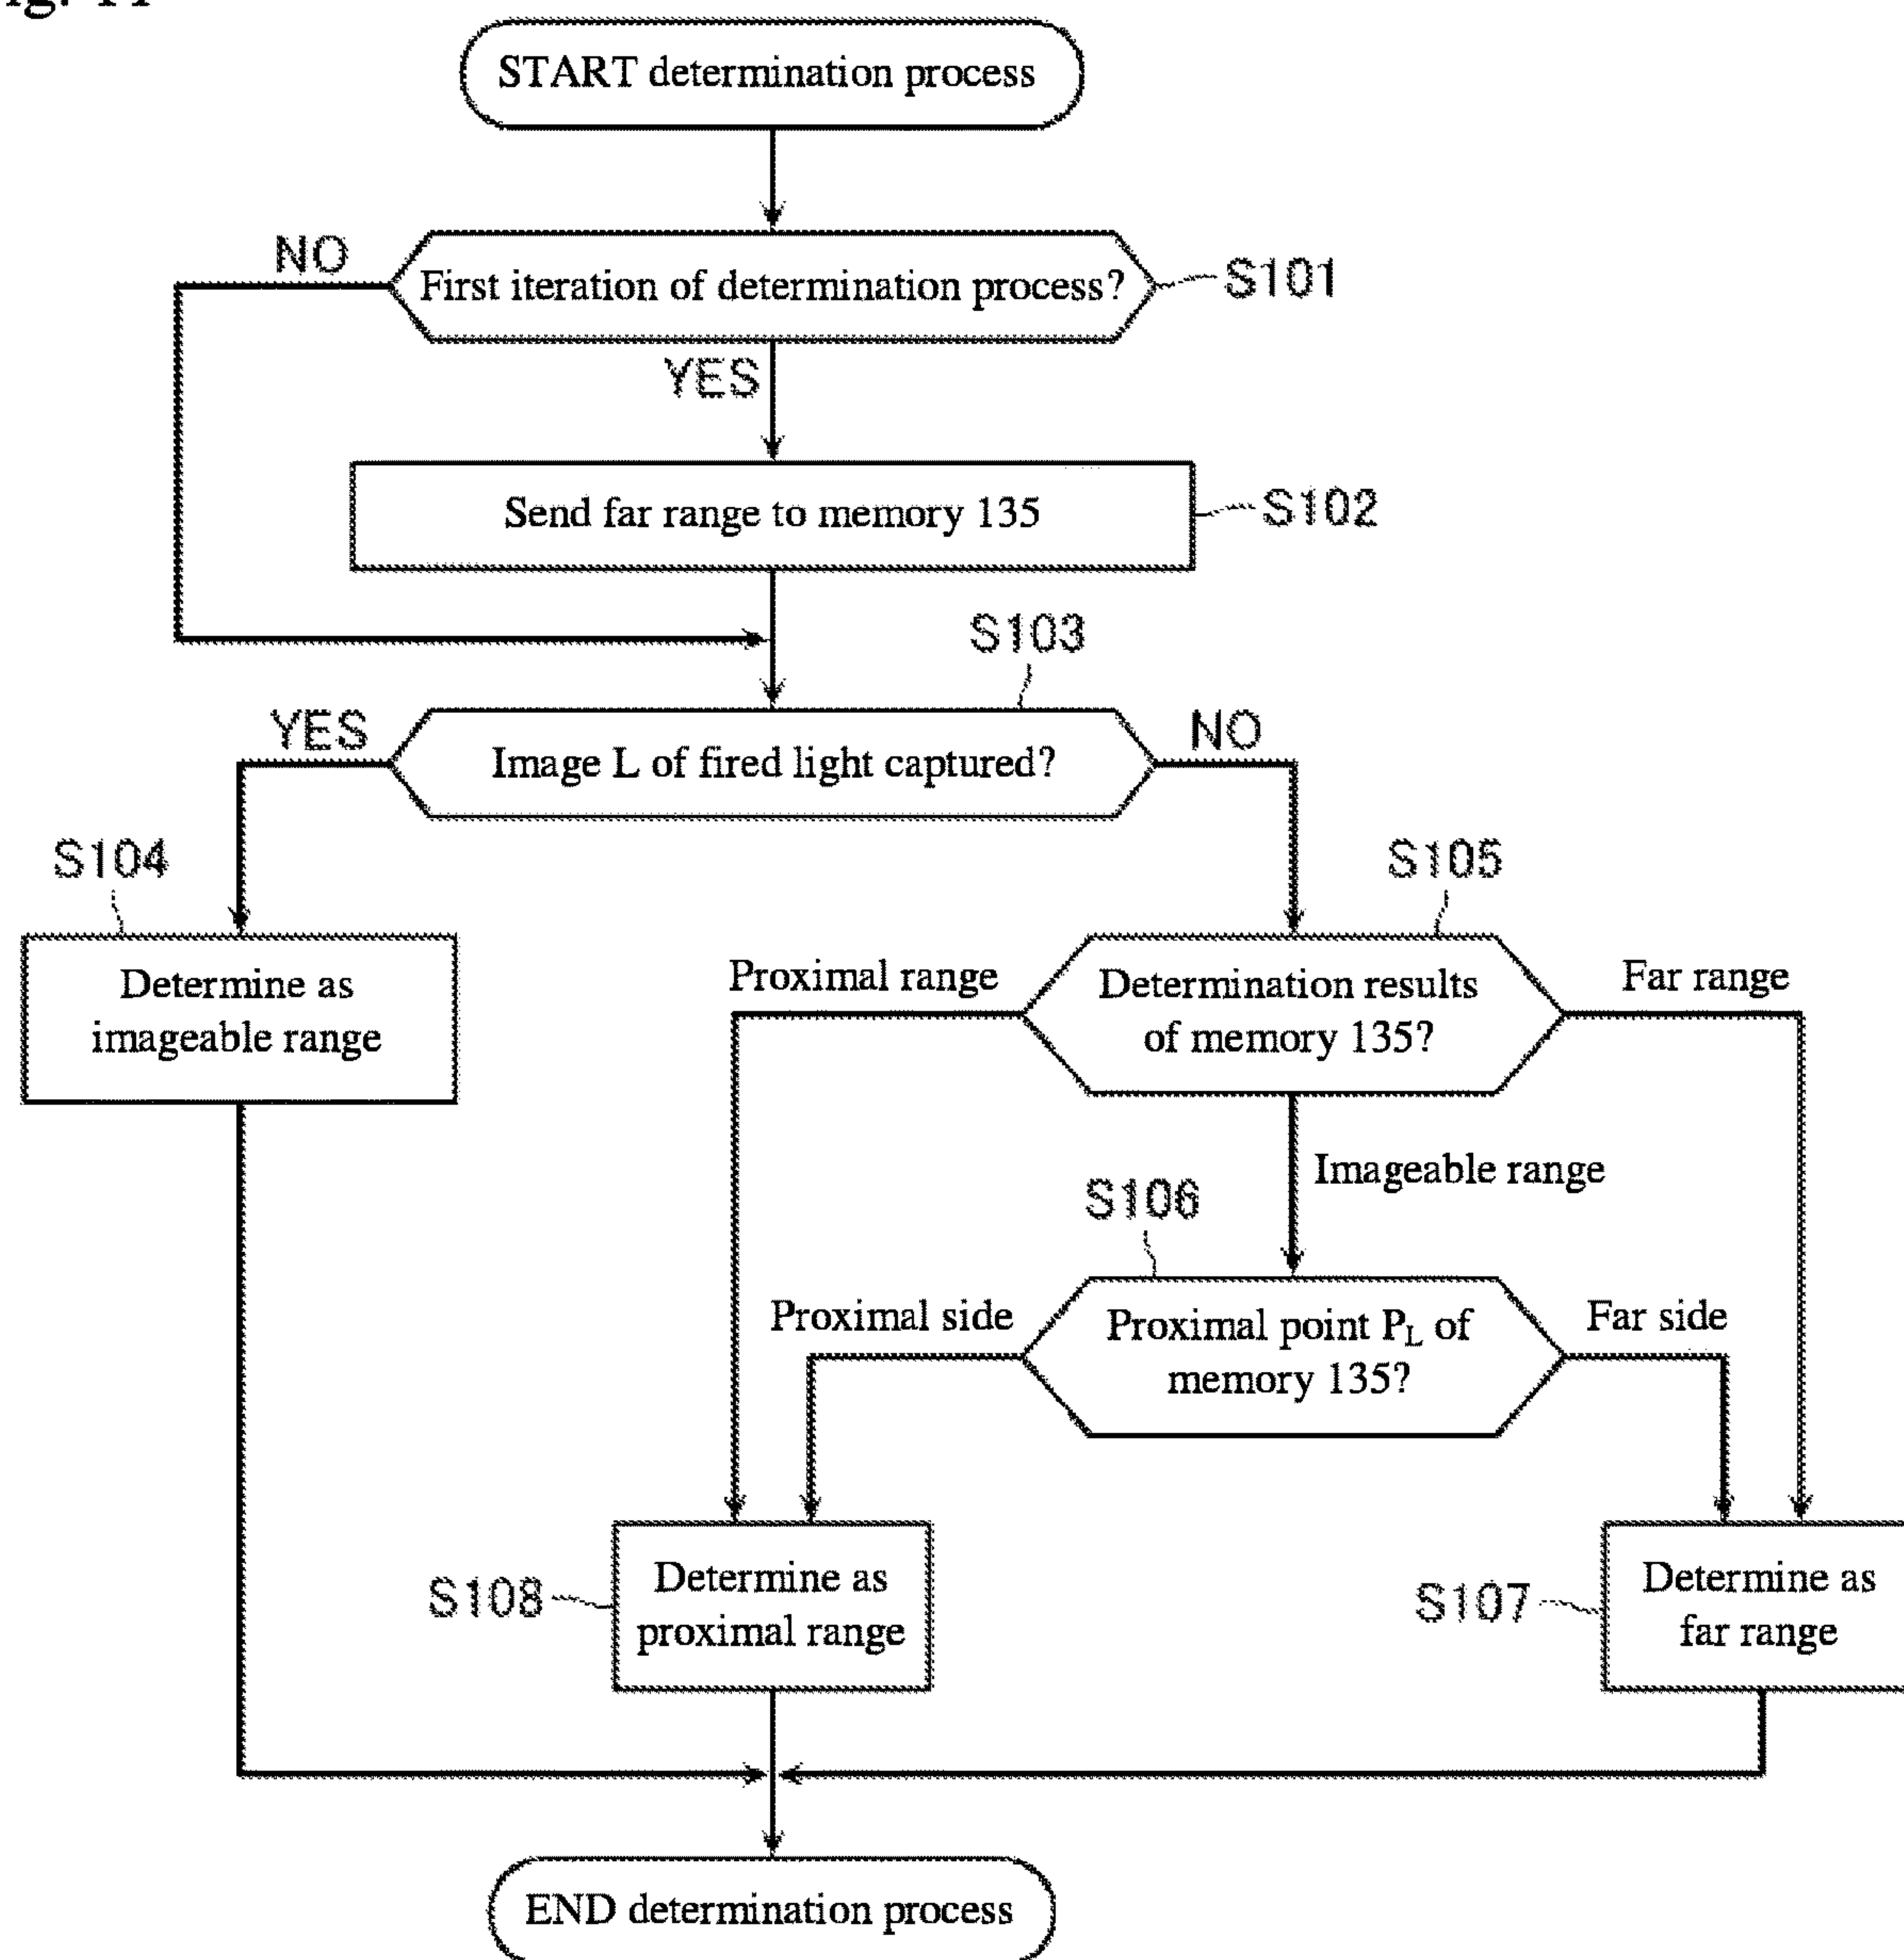 START determination process
NO
First iteration of determination process?
S101
YES
Send far range to memory 135
S102
S103
YES
Image L of fired light captured?
NO
S104
S105
Determine as
imageable range
Proximal range
Determination results
of memory 135?
Far range
Imageable range
S106
Proximal side
Proximal point PL of
memory 135?
Far side
S108
Determine as
proximal range
S107
Determine as
far range
END determination process